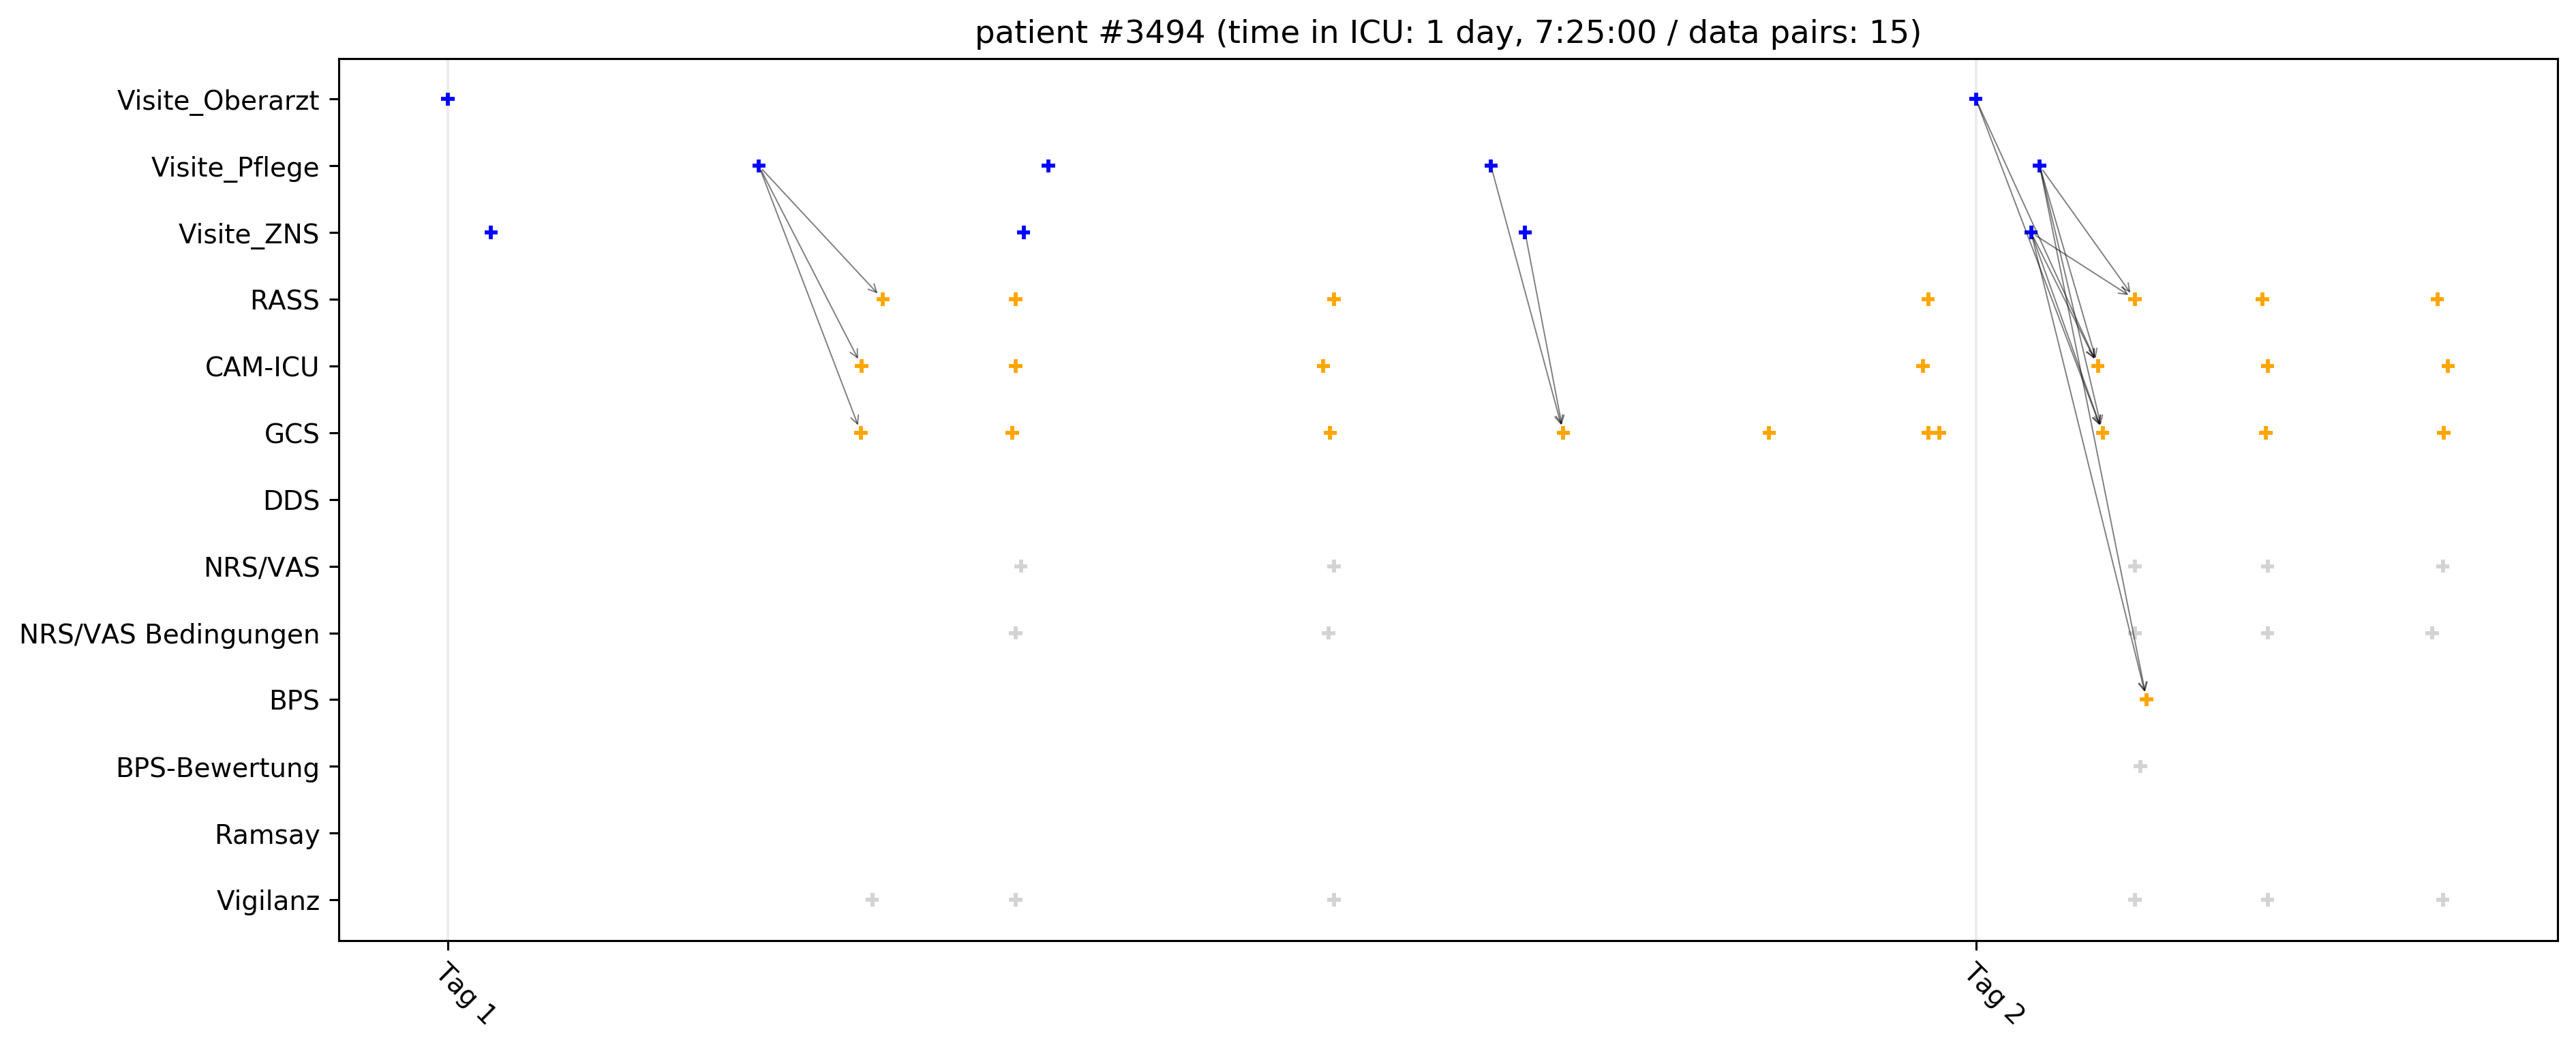 patient #3494 (time in ICU: 1 day, 7:25:00 / data pairs: 15)
Visite_Oberarzt
Visite_Pflege
Visite_ZNS
RASS
CAM-ICU
GCS
DDS
NRS/VAS
NRS/VAS Bedingungen
BPS
BPS-Bewertung
Ramsay
Vigilanz
Tag 1
Tag 2